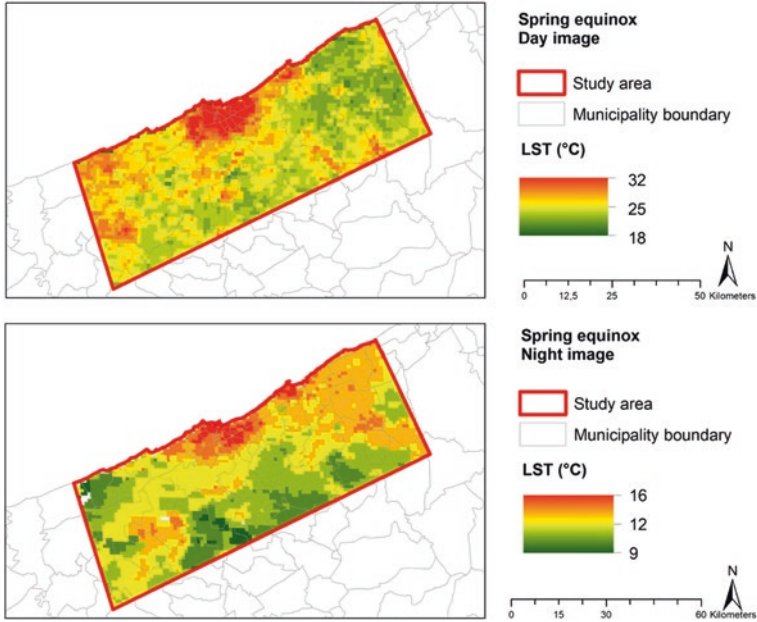 Spring equinox
Day image
Study area
Municipality boundary
LST (°C)
32
25
18
N
0 12,5 25 50 Kilometers
Spring equinox
Night image
Study area
Municipality boundary
LST (°C)
16
12
9
N
0 15 30 60 Kilometers